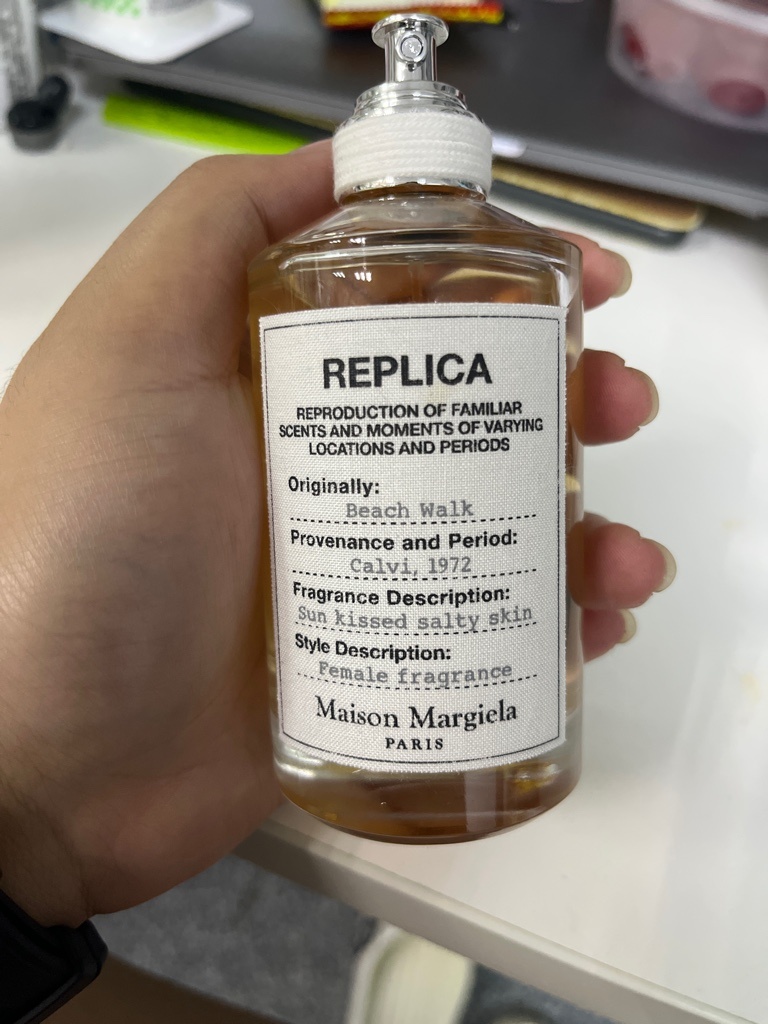 REPLICA
REPRODUCTION OF FAMILIAR
SCENTS AND MOMENTS OF VARYING
LOCATIONS AND PERIODS
Originally:
Beach Walk
Provenance and Period:
Calvi, 1972
Fragrance Description:
Sun kissed salty skin
Style Description:
Female fragrance
Maison Margiela
PARIS